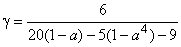 γ = 6 / (20(1 − a) − 5(1 − a⁴) − 9)